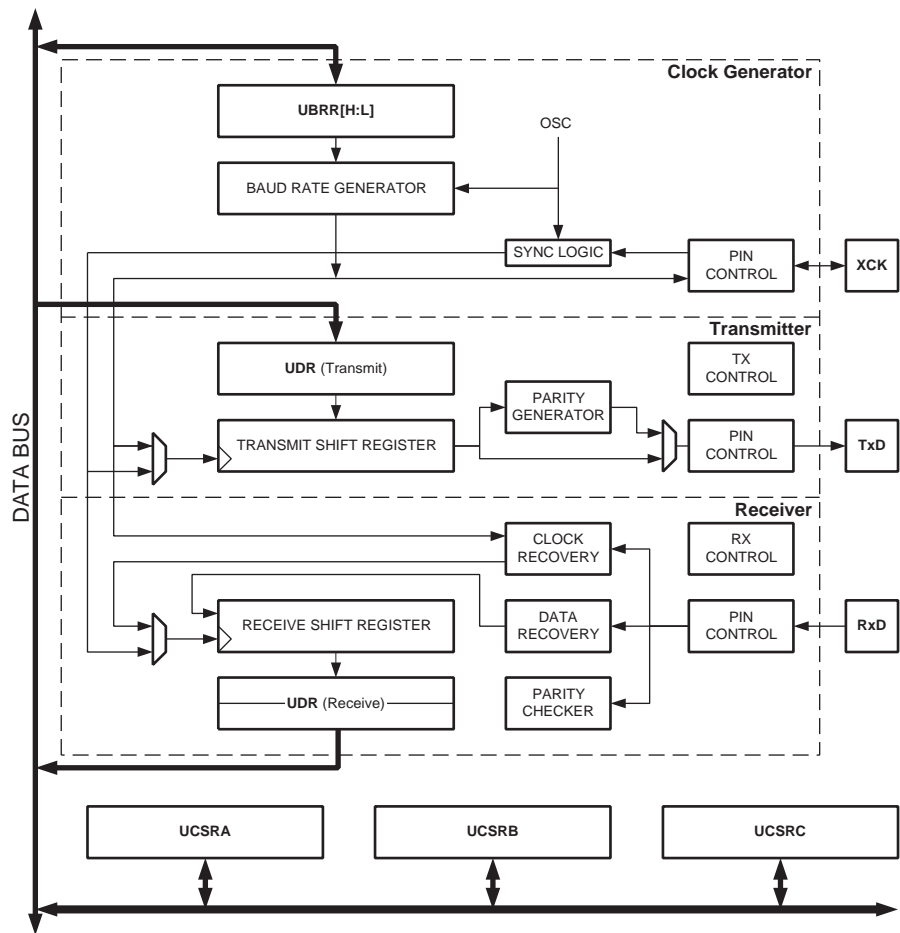 Clock Generator
UBRR[H:L]
OSC
BAUD RATE GENERATOR
SYNC LOGIC
PIN
CONTROL
XCK
DATA BUS
Transmitter
UDR (Transmit)
TX
CONTROL
PARITY
GENERATOR
TRANSMIT SHIFT REGISTER
PIN
CONTROL
TxD
Receiver
CLOCK
RECOVERY
RX
CONTROL
RECEIVE SHIFT REGISTER
DATA
RECOVERY
PIN
CONTROL
RxD
UDR (Receive)
PARITY
CHECKER
UCSRA
UCSRB
UCSRC